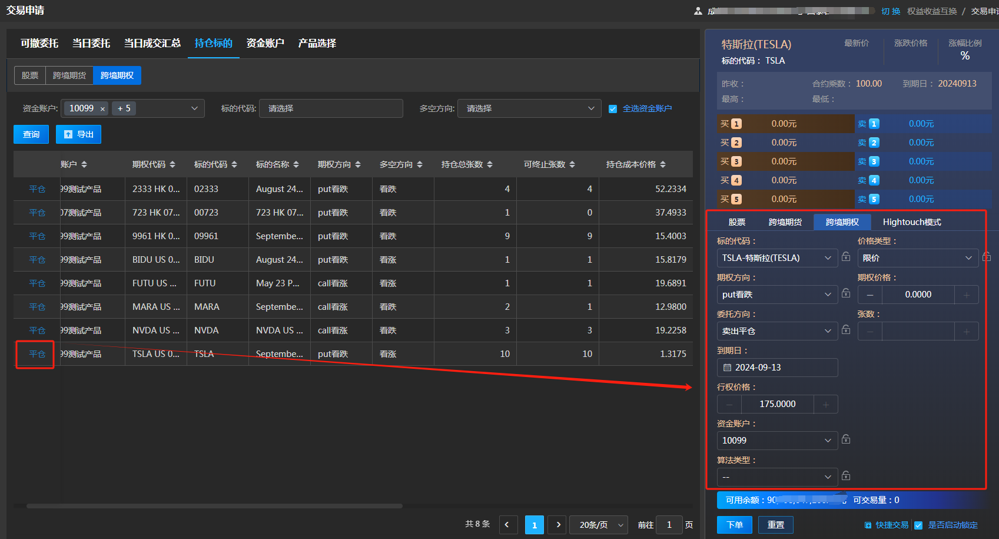 交易申请
切换 权益收益互换 / 交易申请
可撤委托 当日委托 当日成交汇总 持仓标的 资金账户 产品选择
股票 跨境期货 跨境期权
资金账户: 10099 × + 5 标的代码: 请选择 多空方向: 请选择 全选资金账户
查询 导出
账户 期权代码 标的代码 标的名称 期权方向 多空方向 持仓总张数 可终止张数 持仓成本价格
平仓 99测试产品 2333 HK 0... 02333 August 24... put看跌 看跌 4 4 52.2334
平仓 07测试产品 723 HK 07... 00723 723 HK 07... put看跌 看跌 1 0 37.4933
平仓 99测试产品 9961 HK 0... 09961 Septembe... put看跌 看跌 9 9 15.4003
平仓 99测试产品 BIDU US 0... BIDU August 24... put看跌 看涨 1 1 15.8179
平仓 99测试产品 FUTU US ... FUTU May 23 P... call看涨 看涨 1 1 19.6891
平仓 99测试产品 MARA US ... MARA Septembe... call看涨 看跌 2 1 12.9800
平仓 99测试产品 NVDA US ... NVDA NVDA US ... call看涨 看跌 3 3 19.2258
平仓 99测试产品 TSLA US 0... TSLA Septembe... put看跌 看涨 10 10 1.3175
共 8 条 1 20条/页 前往 1 页
特斯拉(TESLA) 最新价 涨跌价格 涨幅比例
标的代码： TSLA %
昨收： 合约乘数： 100.00 到期日： 20240913
最高： 最低：
买 1 0.00元 卖 1 0.00元
买 2 0.00元 卖 2 0.00元
买 3 0.00元 卖 3 0.00元
买 4 0.00元 卖 4 0.00元
买 5 0.00元 卖 5 0.00元
股票 跨境期货 跨境期权 Hightouch模式
标的代码： 价格类型：
TSLA-特斯拉(TESLA) 限价
期权方向： 期权价格：
put看跌 − 0.0000 +
委托方向： 张数：
卖出平仓 − +
到期日：
2024-09-13
行权价格：
− 175.0000 +
资金账户：
10099
算法类型：
--
可用余额：90 可交易量：0
下单 重置 快捷交易 是否启动锁定